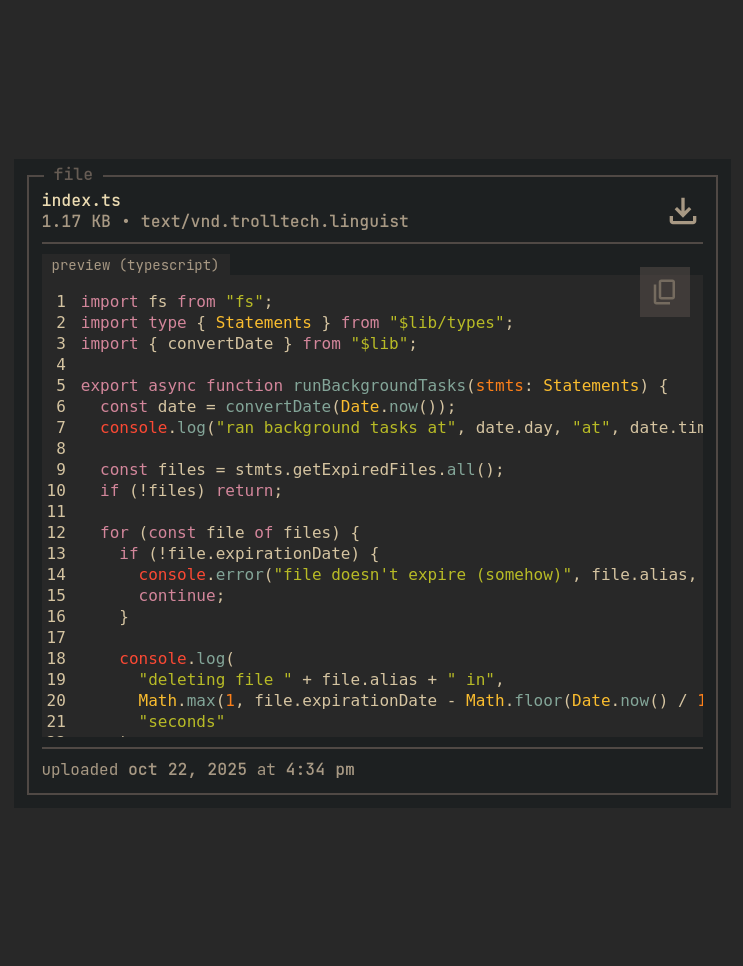 file
index.ts
1.17 KB • text/vnd.trolltech.linguist
preview (typescript)
1 import fs from "fs";
2 import type { Statements } from "$lib/types";
3 import { convertDate } from "$lib";
4
5 export async function runBackgroundTasks(stmts: Statements) {
6   const date = convertDate(Date.now());
7   console.log("ran background tasks at", date.day, "at", date.tim
8
9   const files = stmts.getExpiredFiles.all();
10   if (!files) return;
11
12   for (const file of files) {
13     if (!file.expirationDate) {
14       console.error("file doesn't expire (somehow)", file.alias,
15       continue;
16     }
17
18     console.log(
19       "deleting file " + file.alias + " in",
20       Math.max(1, file.expirationDate - Math.floor(Date.now() / 1
21       "seconds"
uploaded oct 22, 2025 at 4:34 pm